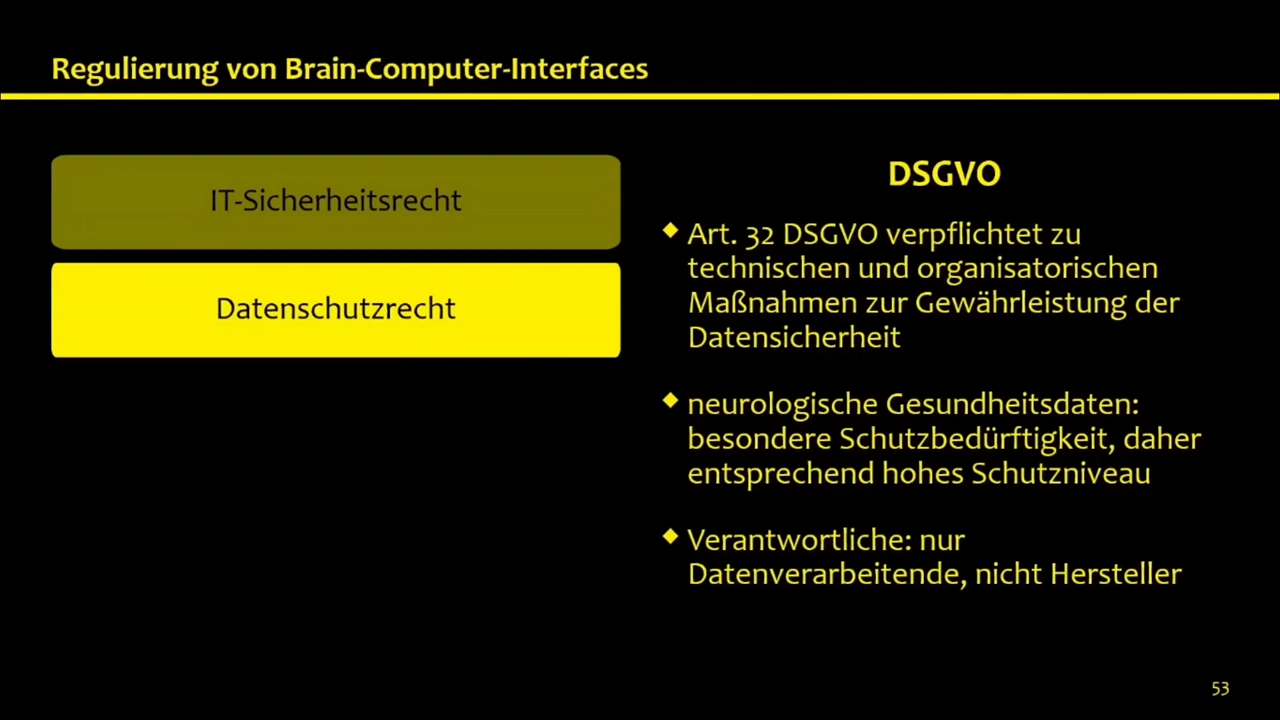 Regulierung von Brain-Computer-Interfaces
IT-Sicherheitsrecht
Datenschutzrecht
DSGVO
Art. 32 DSGVO verpflichtet zu
technischen und organisatorischen
Maßnahmen zur Gewährleistung der
Datensicherheit
neurologische Gesundheitsdaten:
besondere Schutzbedürftigkeit, daher
entsprechend hohes Schutzniveau
Verantwortliche: nur
Datenverarbeitende, nicht Hersteller
53